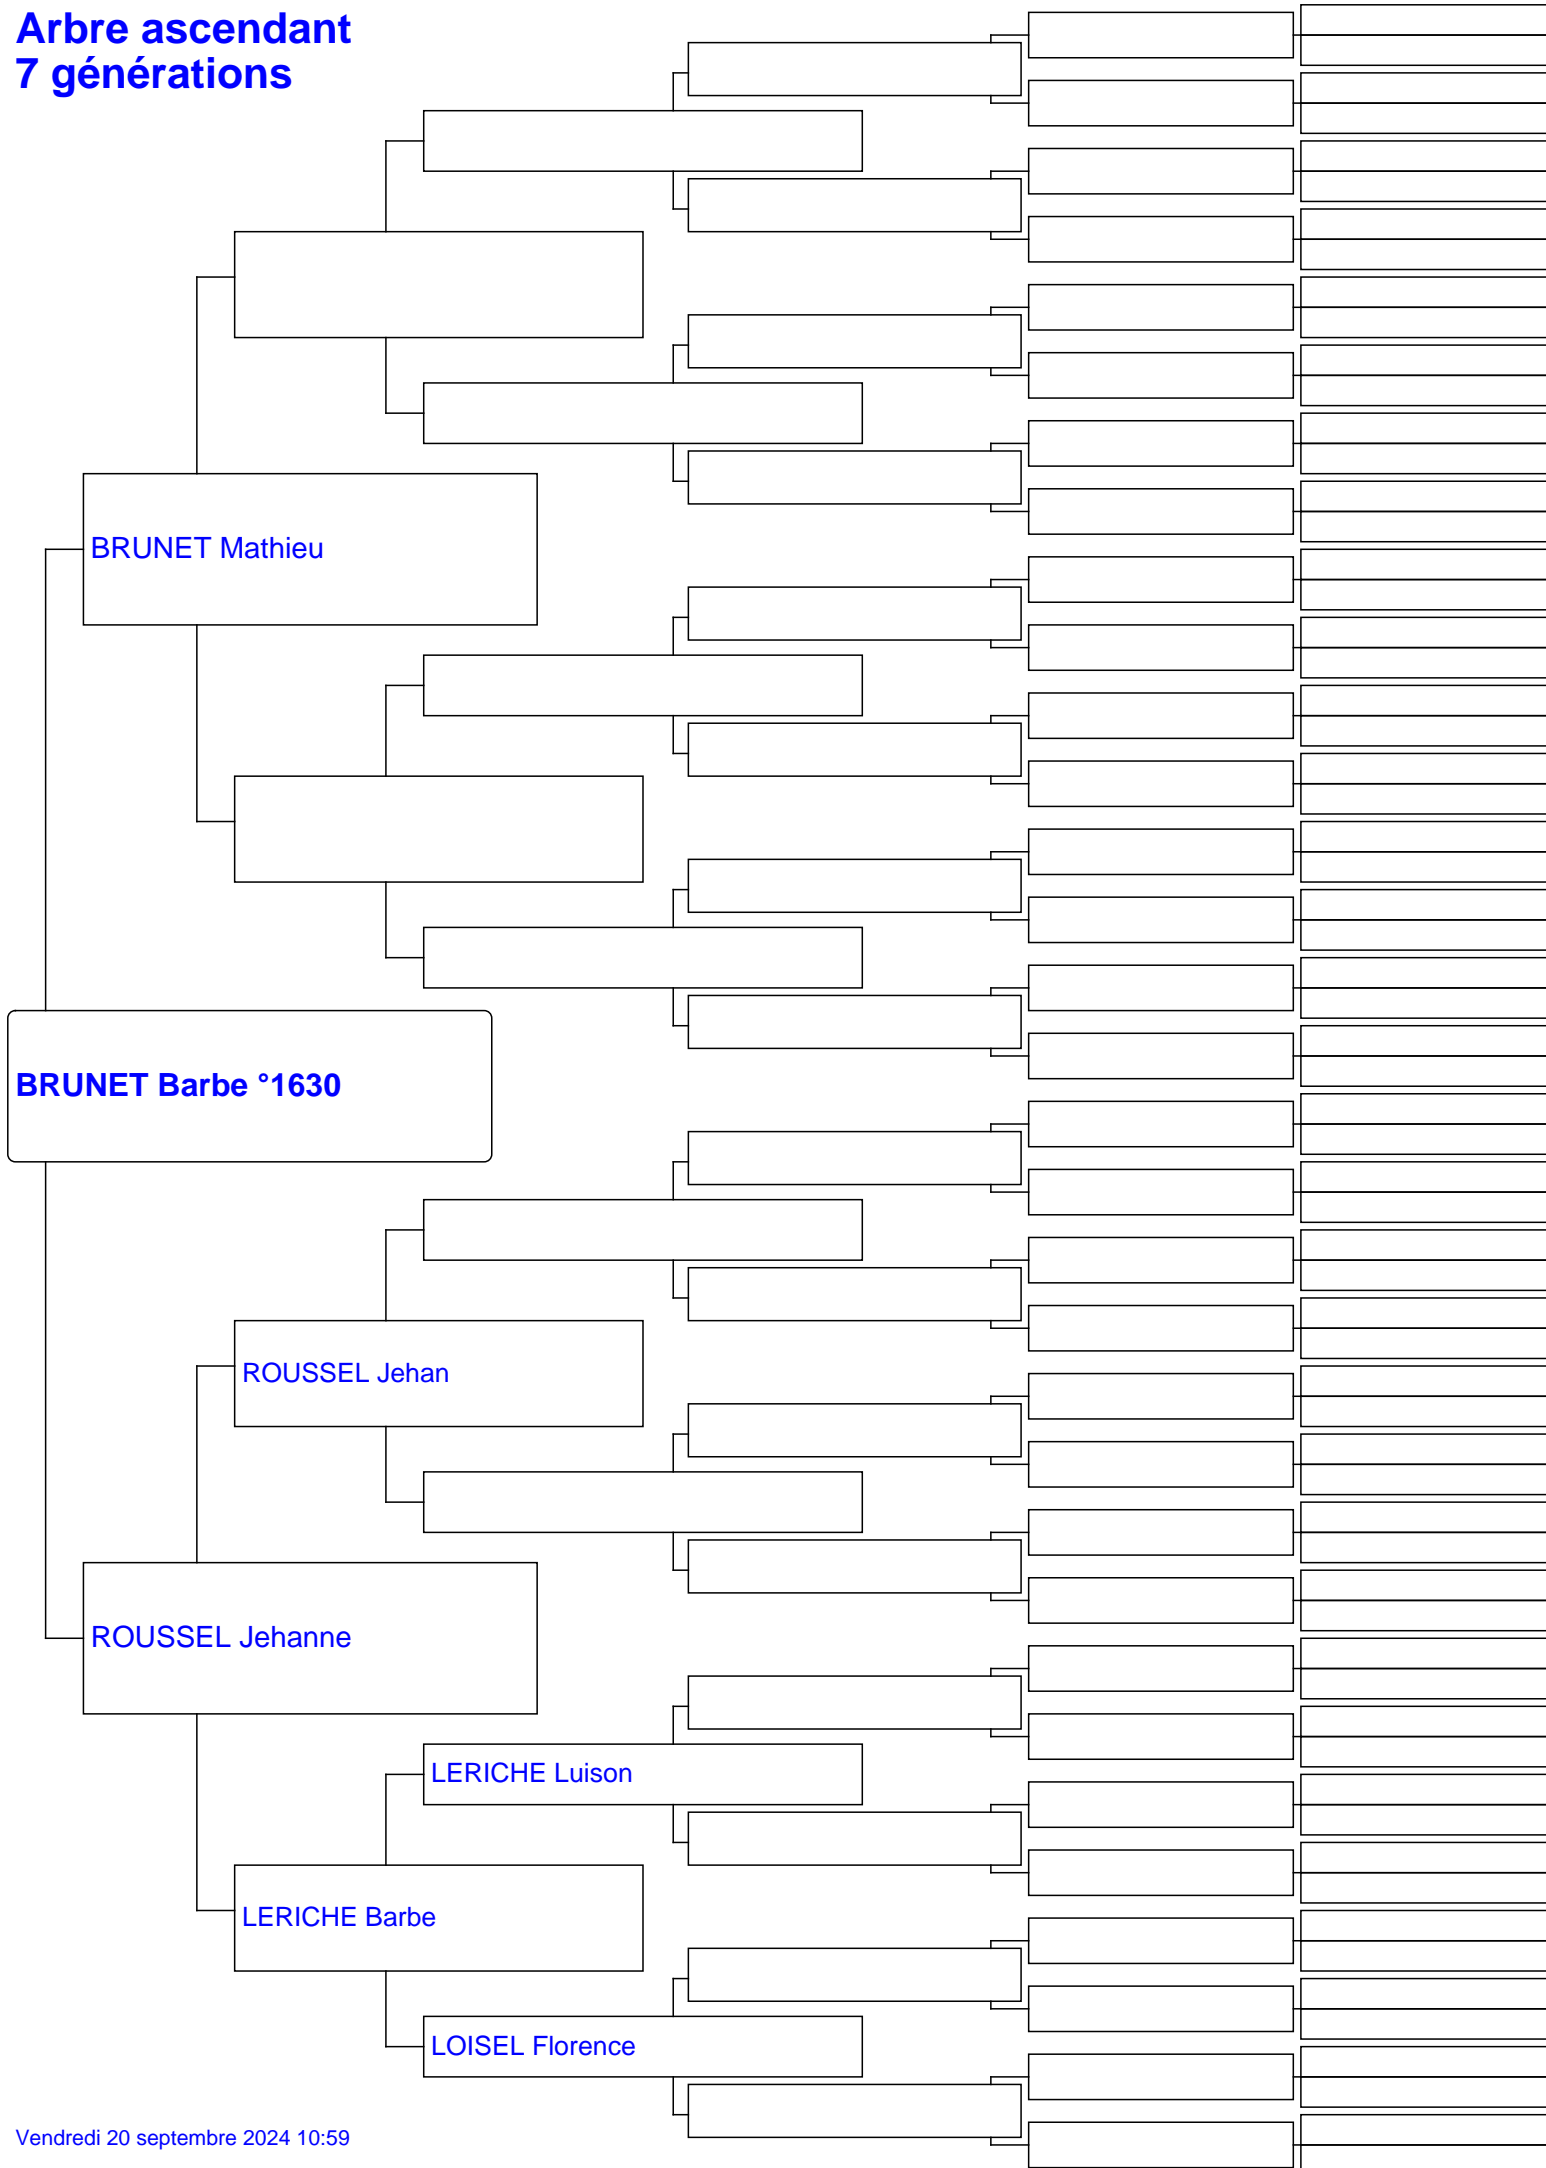 Arbre ascendant
7 générations
BRUNET Mathieu
BRUNET Barbe °1630
ROUSSEL Jehan
ROUSSEL Jehanne
LERICHE Luison
LERICHE Barbe
LOISEL Florence
Vendredi 20 septembre 2024 10:59